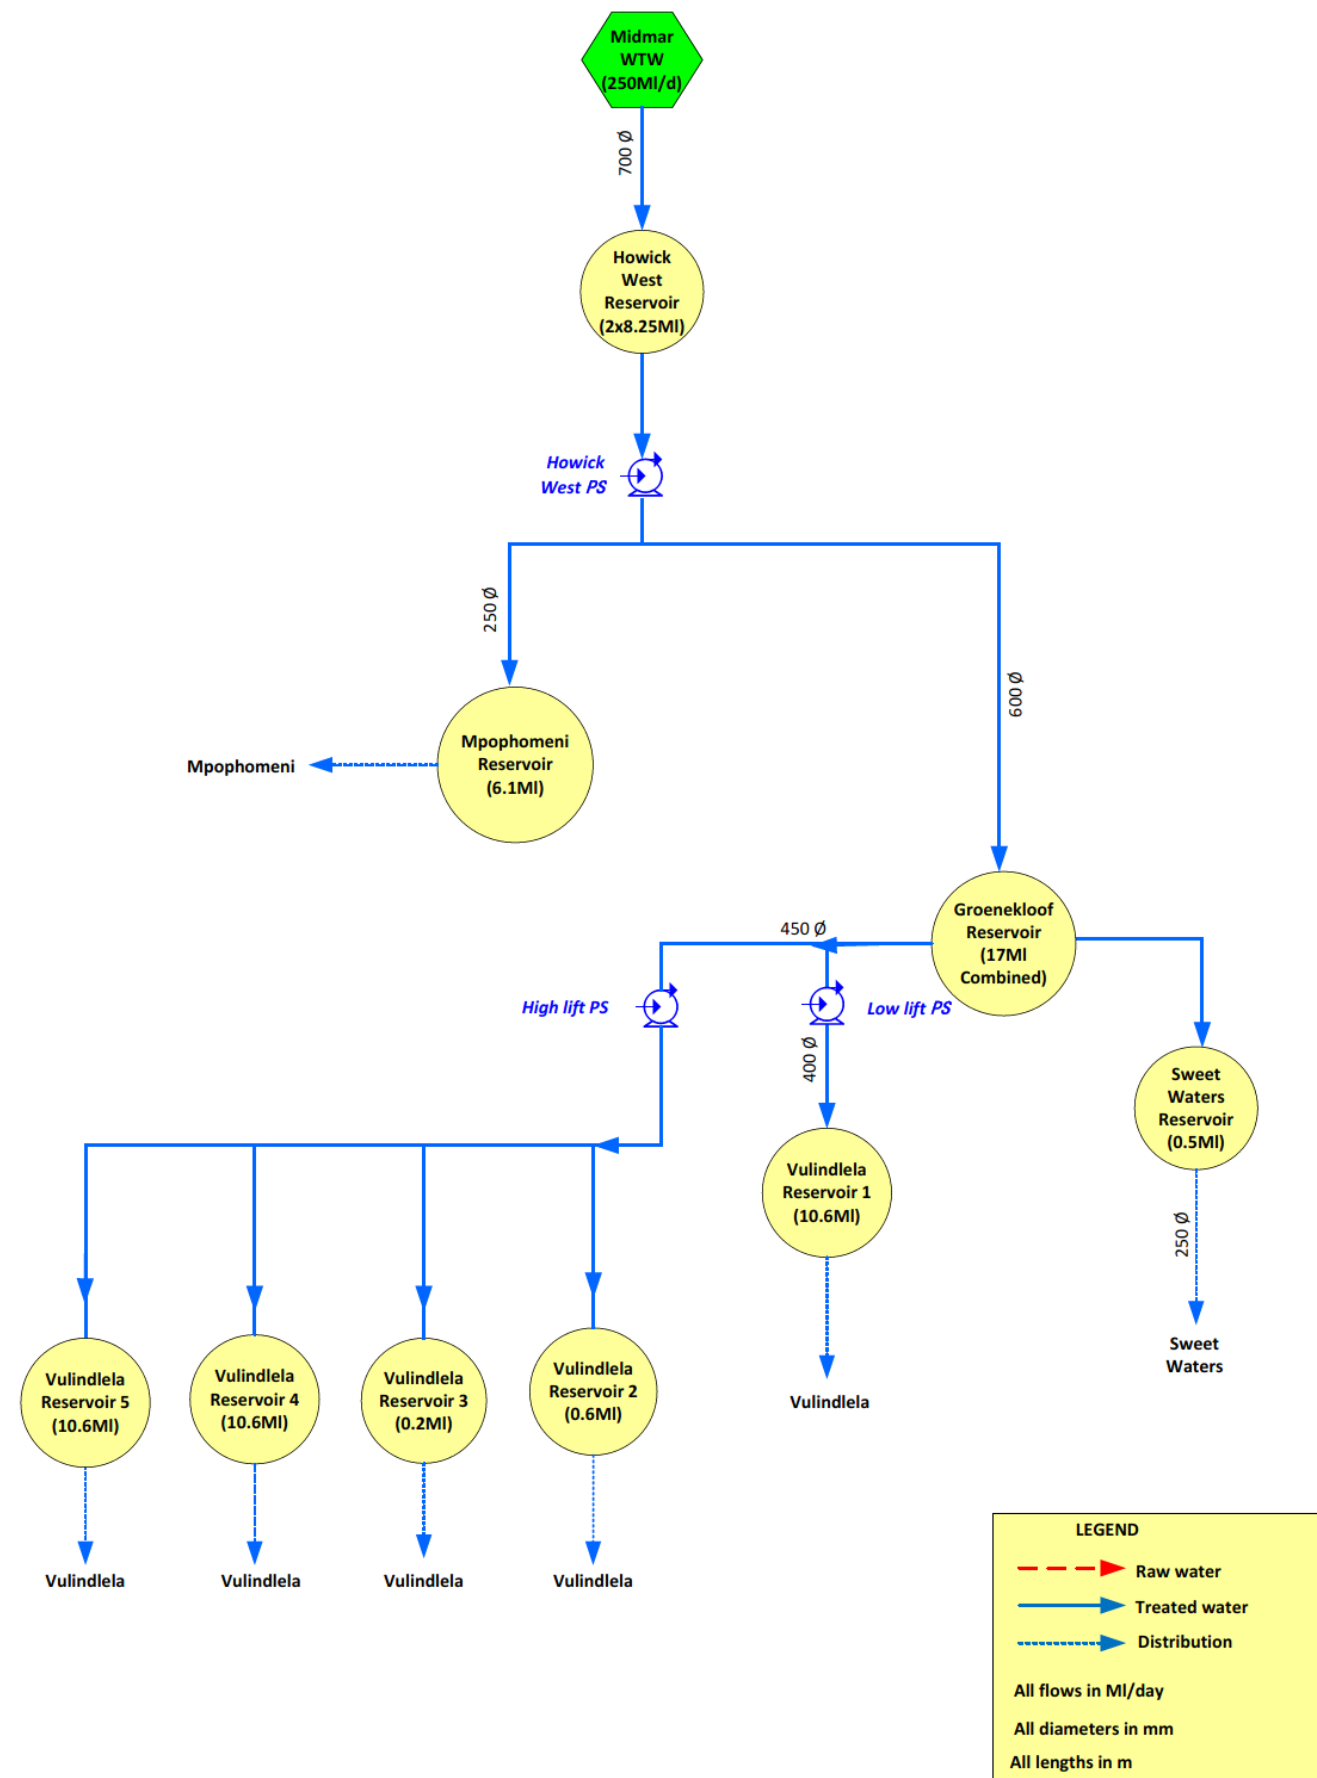 Midmar
WTW
(250Ml/d)
700 Ø
Howick
West
Reservoir
(2x8.25Ml)
Howick
West PS
250 Ø
600 Ø
Mpophomeni
Reservoir
(6.1Ml)
Mpophomeni
Groenekloof
Reservoir
(17Ml
Combined)
450 Ø
High lift PS
Low lift PS
400 Ø
Sweet
Waters
Reservoir
(0.5Ml)
Vulindlela
Reservoir 1
(10.6Ml)
250 Ø
Sweet
Waters
Vulindlela
Vulindlela
Reservoir 5
(10.6Ml)
Vulindlela
Reservoir 4
(10.6Ml)
Vulindlela
Reservoir 3
(0.2Ml)
Vulindlela
Reservoir 2
(0.6Ml)
Vulindlela
Vulindlela
Vulindlela
Vulindlela
LEGEND
Raw water
Treated water
Distribution
All flows in Ml/day
All diameters in mm
All lengths in m